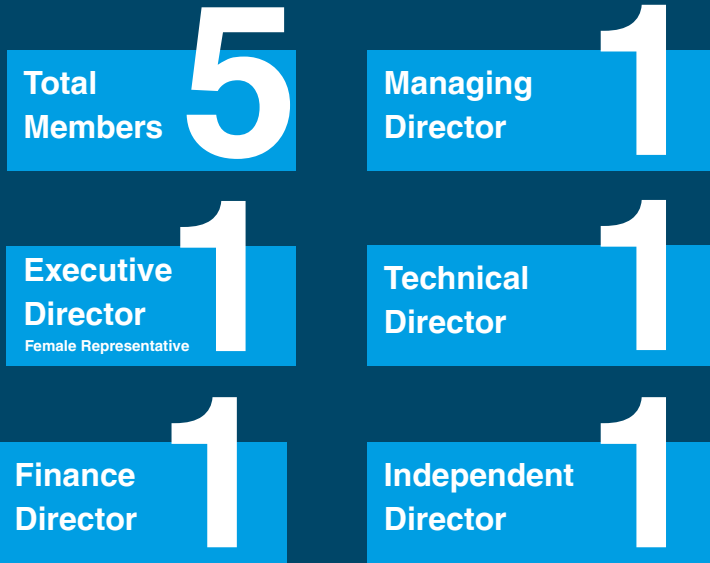 Total
Members
5
Managing
Director
1
Executive
Director
Female Representative
1
Technical
Director
1
Finance
Director
1
Independent
Director
1